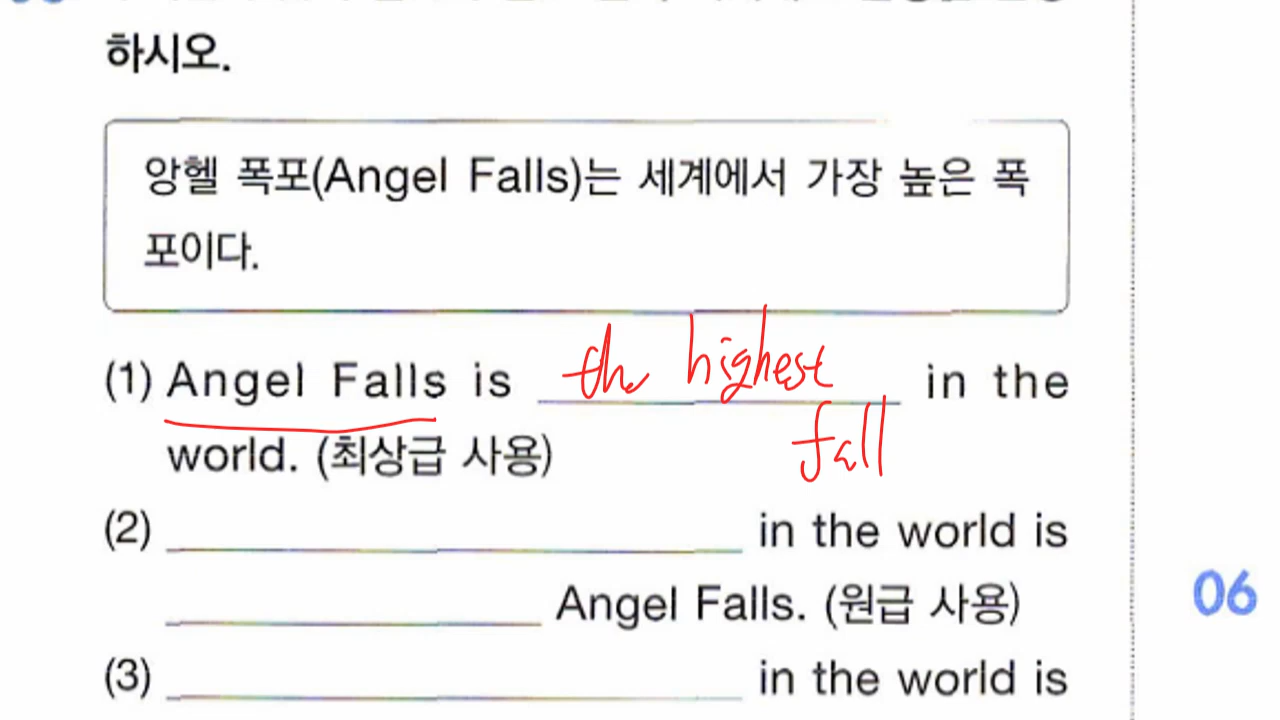 하시오.
앙헬 폭포(Angel Falls)는 세계에서 가장 높은 폭
포이다.
(1) Angel Falls is the highest in the
fall
world. (최상급 사용)
(2) in the world is
Angel Falls. (원급 사용)
06
(3) in the world is